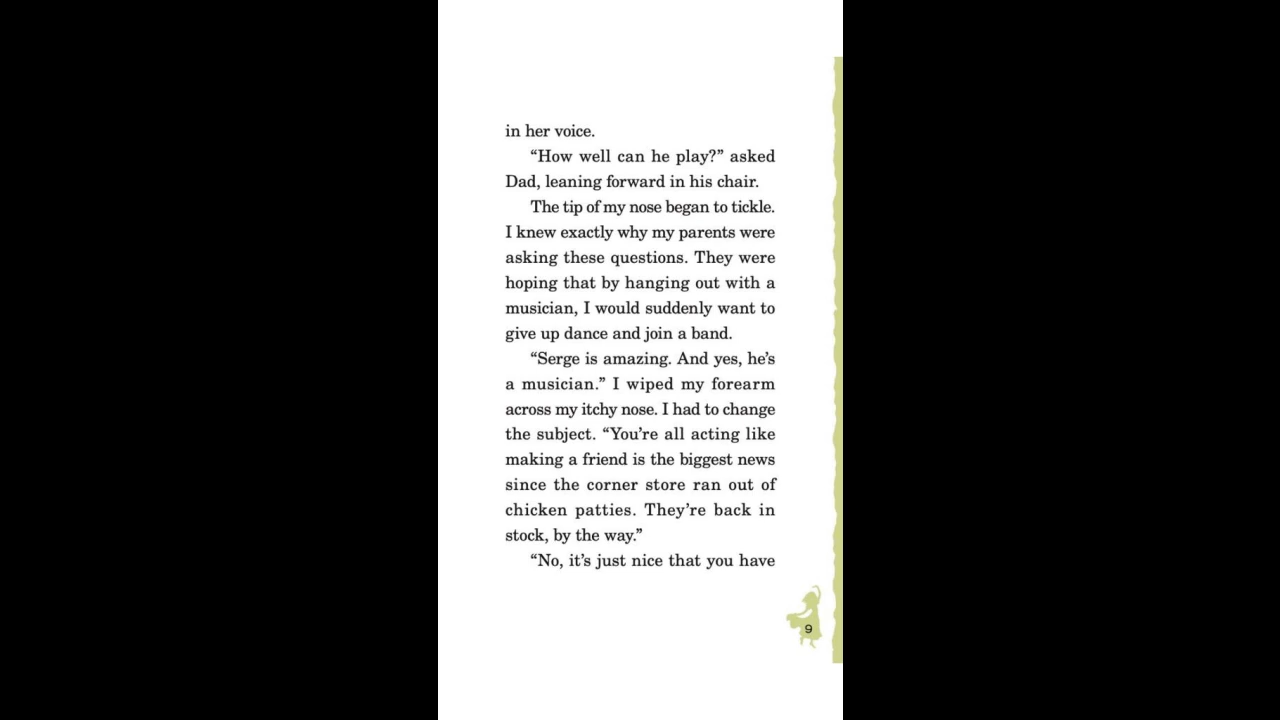 in her voice.
“How well can he play?” asked
Dad, leaning forward in his chair.
The tip of my nose began to tickle.
I knew exactly why my parents were
asking these questions. They were
hoping that by hanging out with a
musician, I would suddenly want to
give up dance and join a band.
“Serge is amazing. And yes, he’s
a musician.” I wiped my forearm
across my itchy nose. I had to change
the subject. “You’re all acting like
making a friend is the biggest news
since the corner store ran out of
chicken patties. They’re back in
stock, by the way.”
“No, it’s just nice that you have
9